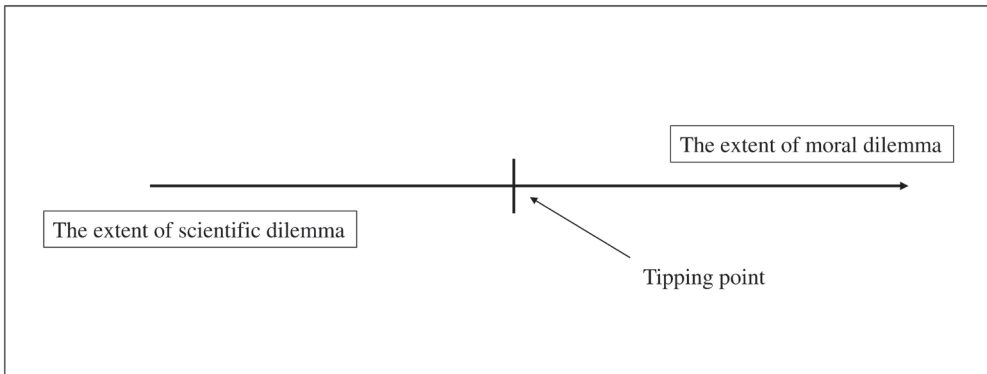 The extent of moral dilemma
The extent of scientific dilemma
Tipping point